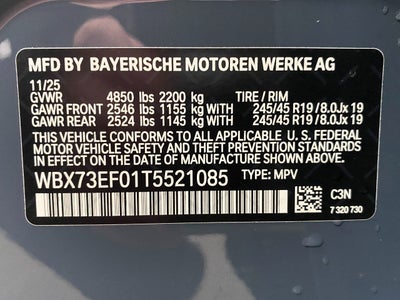 MFD BY BAYERISCHE MOTOREN WERKE AG
11/25
GVWR 4850 lbs 2200 kg TIRE / RIM
GAWR FRONT 2546 lbs 1155 kg WITH 245/45 R19 / 8.0Jx 19
GAWR REAR 2524 lbs 1145 kg WITH 245/45 R19 / 8.0Jx 19
THIS VEHICLE CONFORMS TO ALL APPLICABLE U. S. FEDERAL
MOTOR VEHICLE SAFETY STANDARDS IN EFFECT
ON THE DATE OF MANUFACTURE SHOWN ABOVE.
WBX73EF01T5521085 TYPE: MPV
C3N
7 320 730